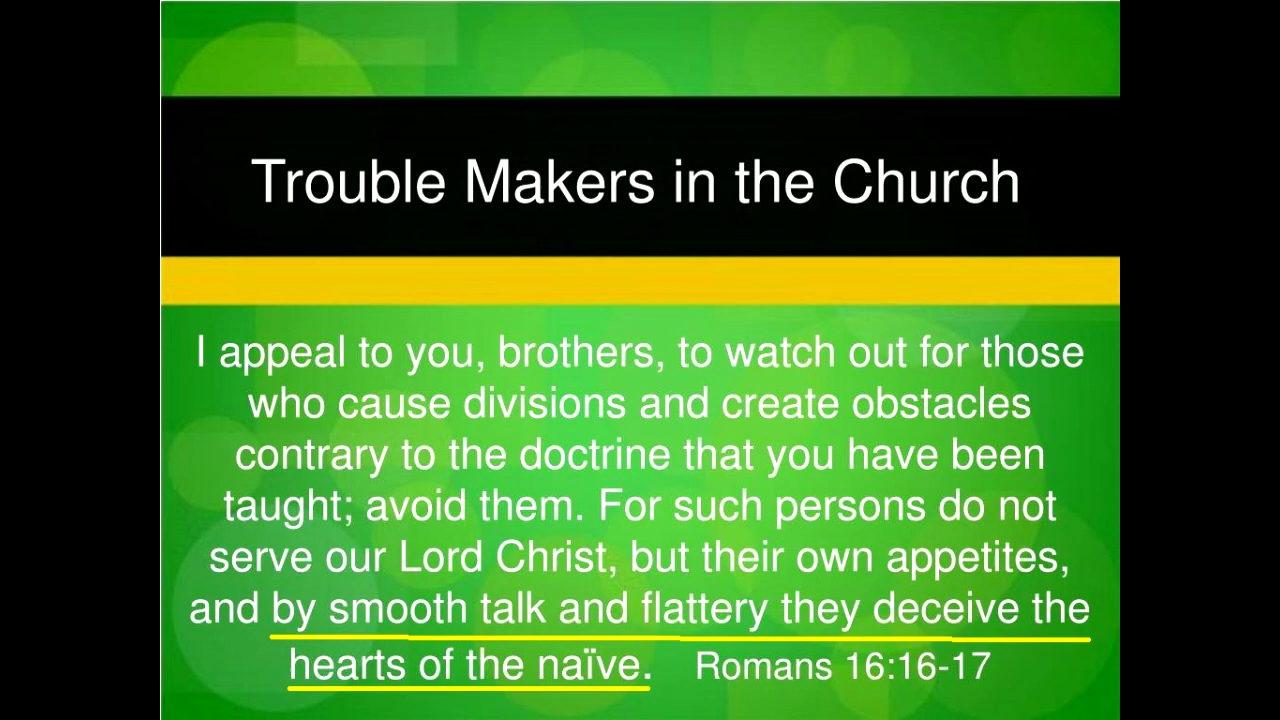 Trouble Makers in the Church
I appeal to you, brothers, to watch out for those
who cause divisions and create obstacles
contrary to the doctrine that you have been
taught; avoid them. For such persons do not
serve our Lord Christ, but their own appetites,
and by smooth talk and flattery they deceive the
hearts of the naïve. Romans 16:16-17